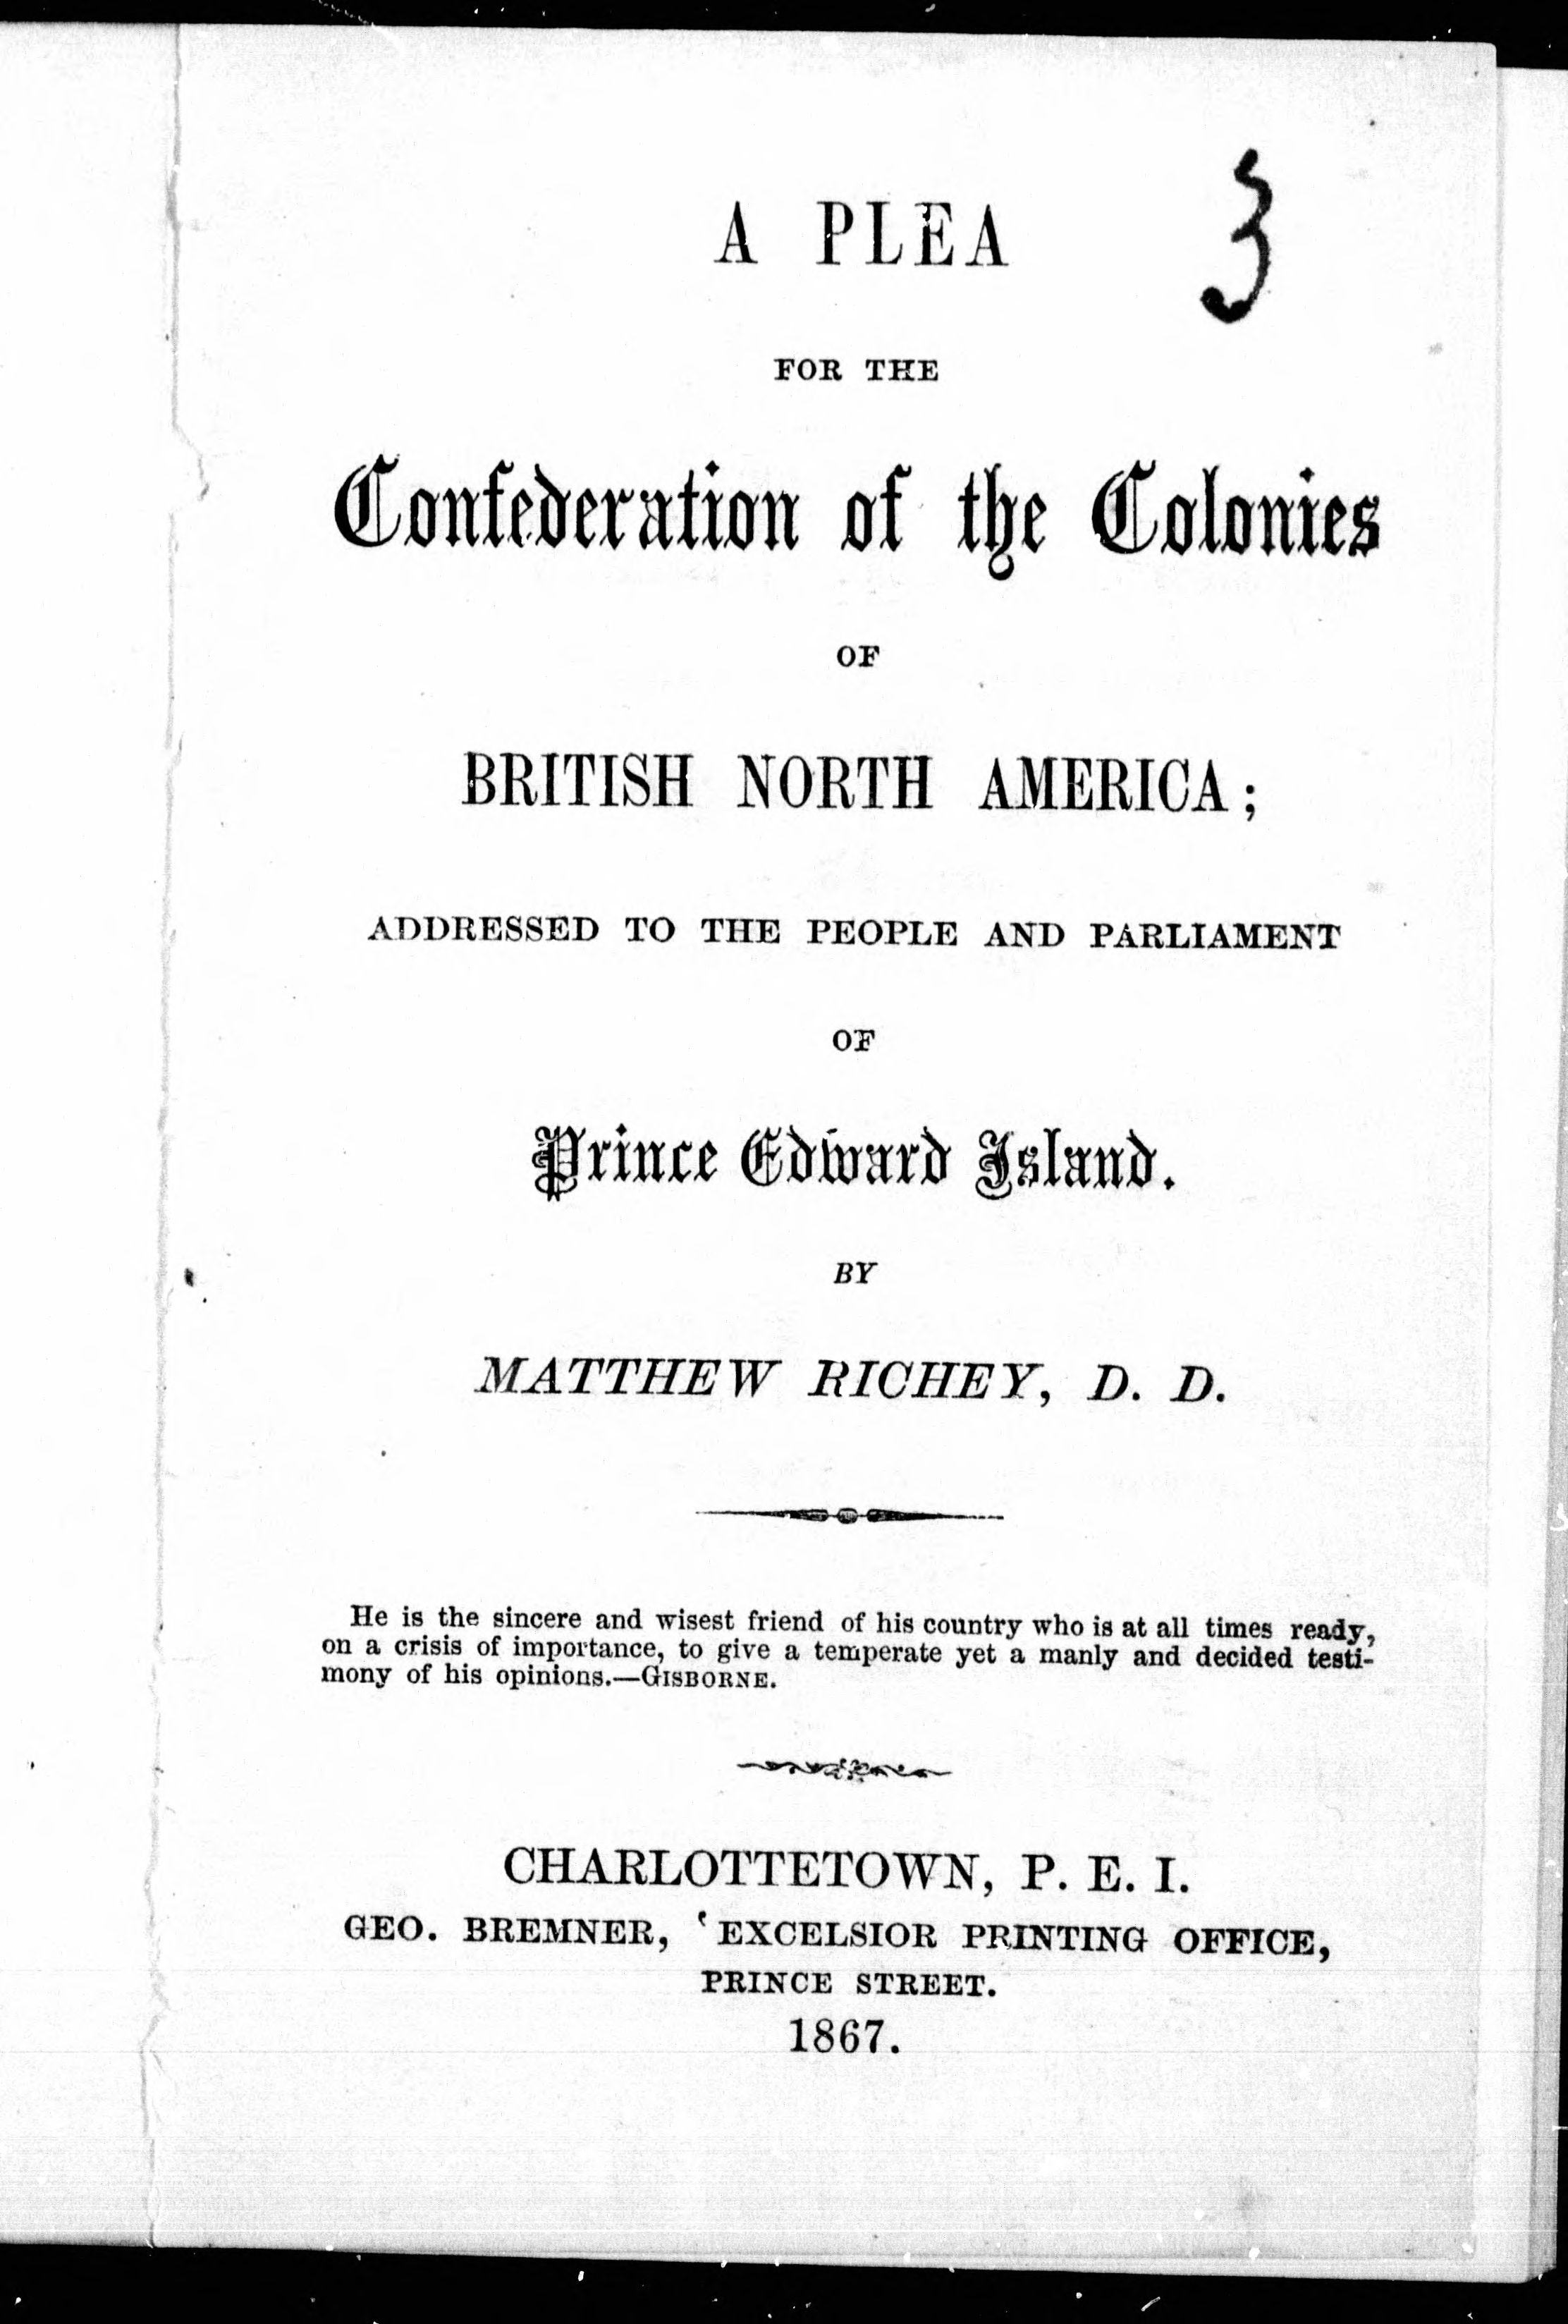 3
A PLEA
FOR THE
Confederation of the Colonies
OF
BRITISH NORTH AMERICA;
ADDRESSED TO THE PEOPLE AND PARLIAMENT
OF
Prince Edward Island.
BY
MATTHEW RICHEY, D. D.
He is the sincere and wisest friend of his country who is at all times ready,
on a crisis of importance, to give a temperate yet a manly and decided testi-
mony of his opinions.—GISBORNE.
CHARLOTTETOWN, P. E. I.
GEO. BREMNER, ‘EXCELSIOR PRINTING OFFICE,
PRINCE STREET.
1867.